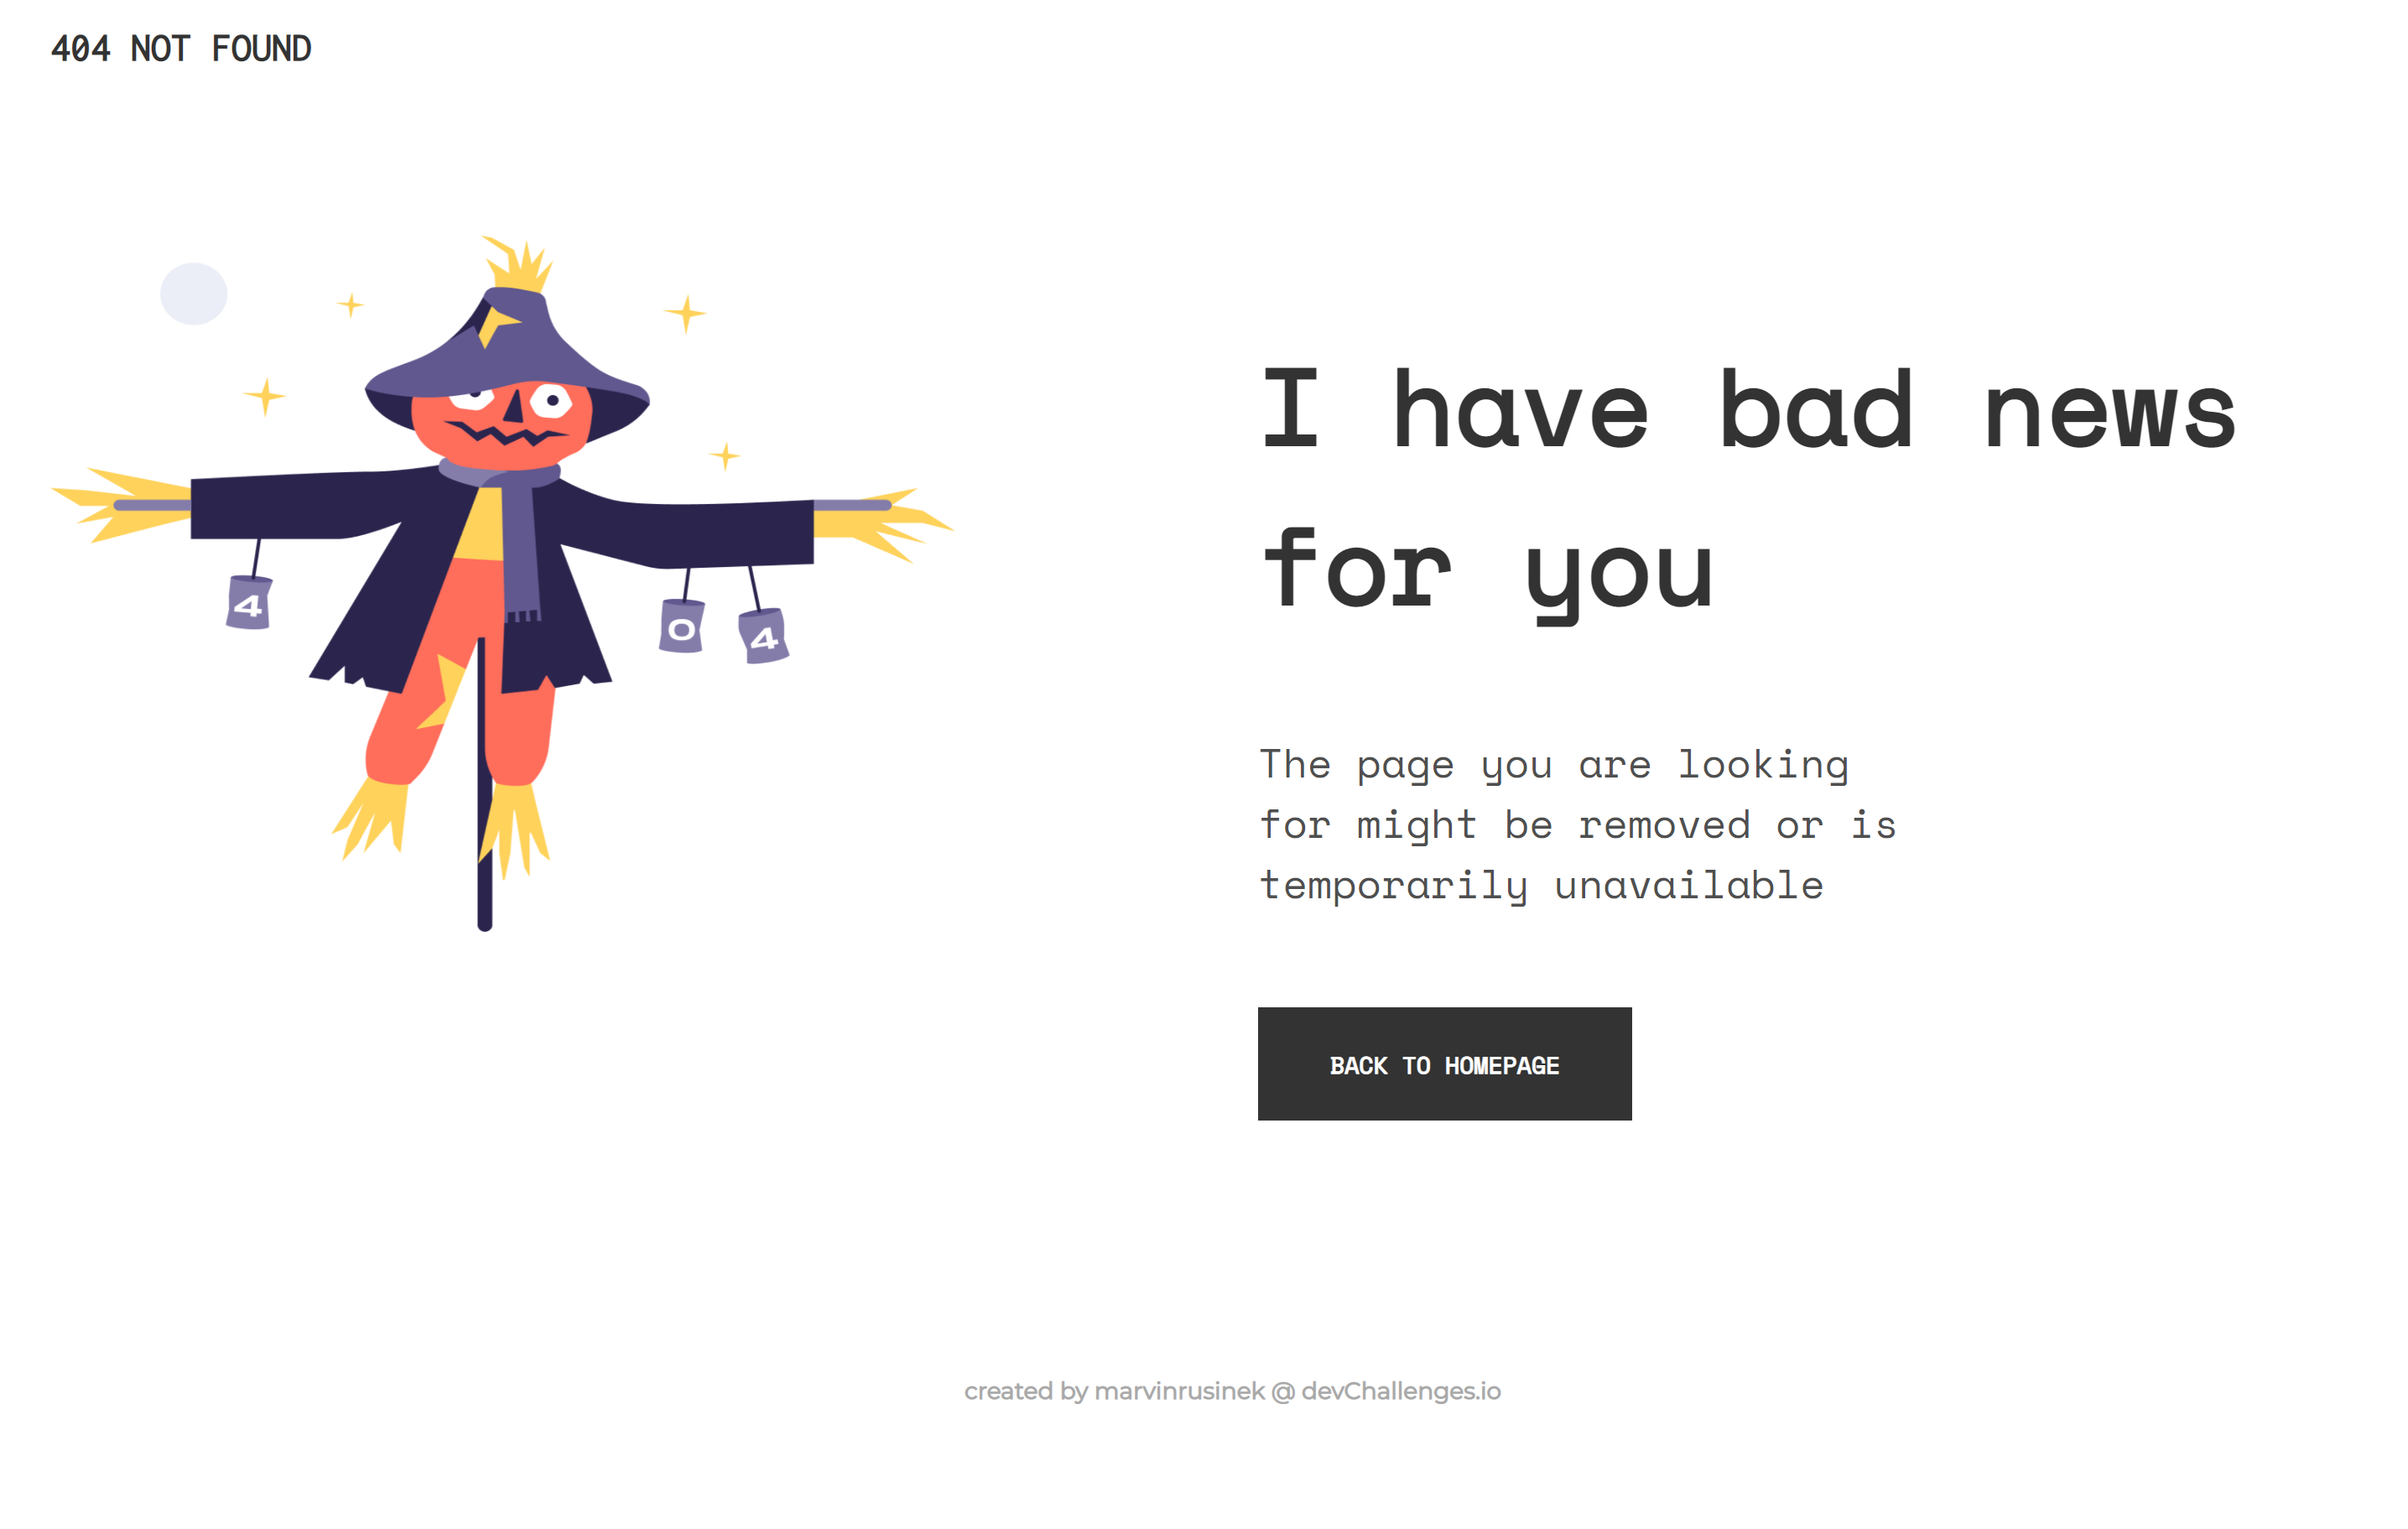 404 NOT FOUND
4
0
4
I have bad news
for you
The page you are looking
for might be removed or is
temporarily unavailable
BACK TO HOMEPAGE
created by marvinrusinek @ devChallenges.io